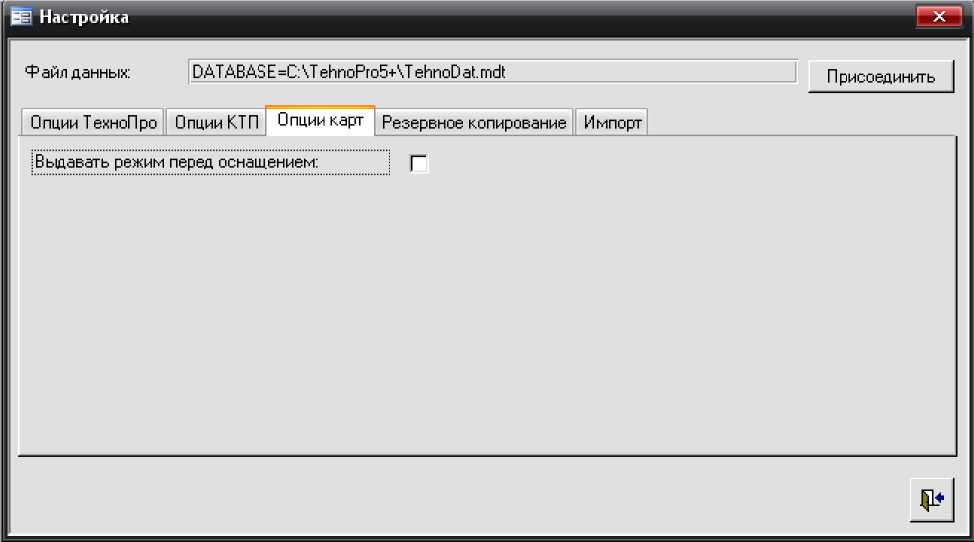 Настройка
Файл данных: DATABASE=C:\TehnoPro5+\TehnoDat.mdt Присоединить
Опции ТехноПро Опции КТП Опции карт Резервное копирование Импорт
Выдавать режим перед оснащением: